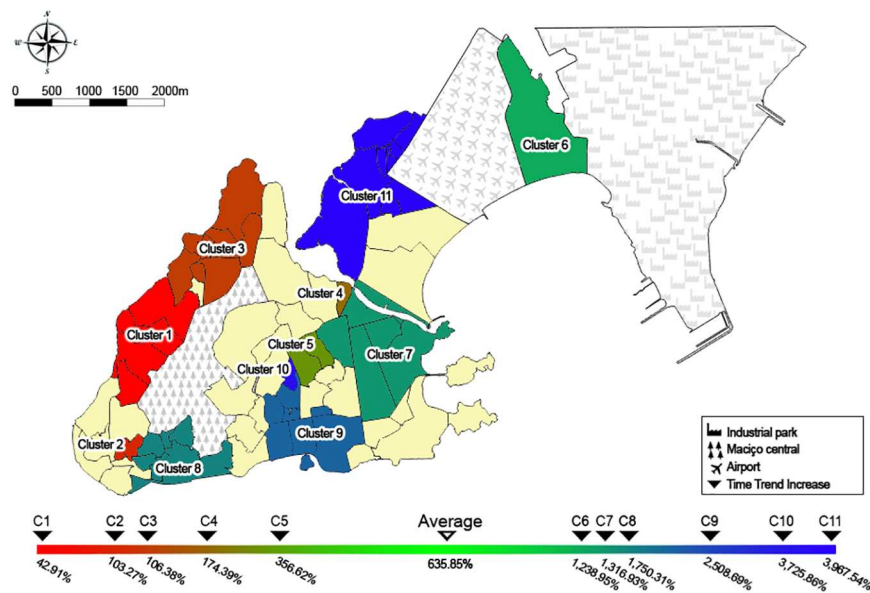 N
W
E
S
0 500 1000 1500 2000m
Cluster 6
Cluster 11
Cluster 3
Cluster 4
Cluster 1
Cluster 5
Cluster 7
Cluster 10
Cluster 2
Cluster 9
Cluster 8
Industrial park
Maciço central
Airport
Time Trend Increase
C1 C2 C3 C4 C5 Average C6 C7 C8 C9 C10 C11
42.91% 103.27% 106.38% 174.39% 356.62% 635.85% 1,238.95% 1,316.93% 1,750.31% 2,508.69% 3,725.86% 3,967.54%